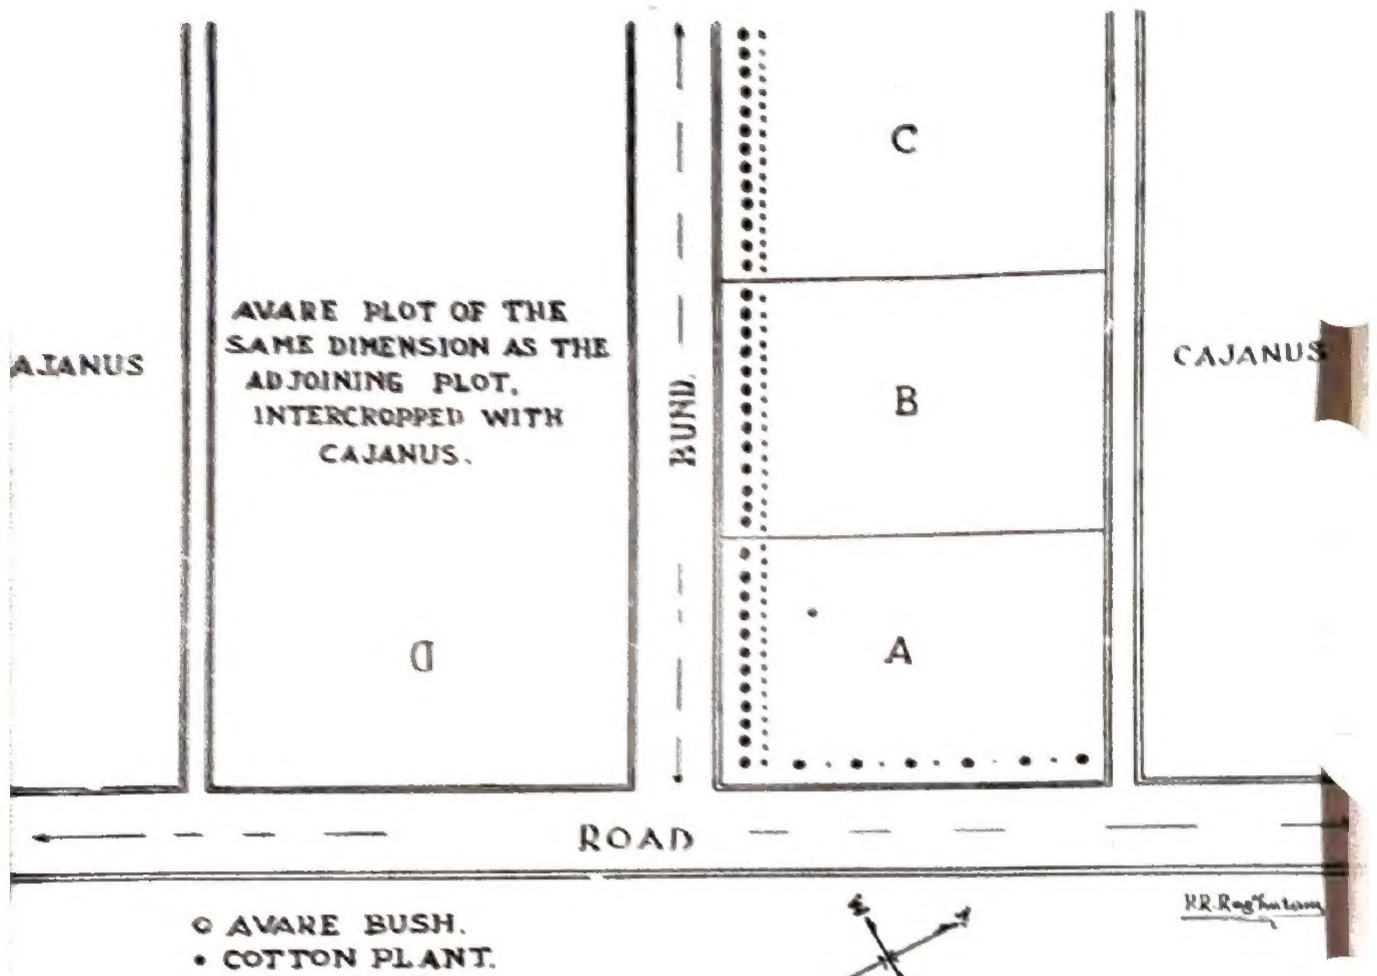 C
AVARE PLOT OF THE
SAME DIMENSION AS THE
ADJOINING PLOT.
INTERCROPPED WITH
CAJANUS.
AJANUS
BUND.
B
CAJANUS
D
A
ROAD
AVARE BUSH.
• COTTON PLANT.